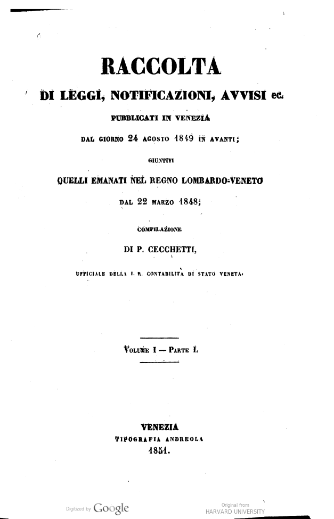 RACCOLTA
DI LEGGI, NOTIFICAZIONI, AVVISI ec.
PUBBLICATI IN VENEZIA
DAL GIORNO 24 AGOSTO 1849 IN AVANTI;
GIUNTIVI
QUELLI EMANATI NEL REGNO LOMBARDO-VENETO
DAL 22 MARZO 1848;
COMPILAZIONE
DI P. CECCHETTI,
UFFICIALE DELLA I. R. CONTABILITÀ DI STATO VENETA.
VOLUME I — PARTE I.
VENEZIA
TIPOGRAFIA ANDREOLA
1851.
Digitized by Google
Original from
HARVARD UNIVERSITY